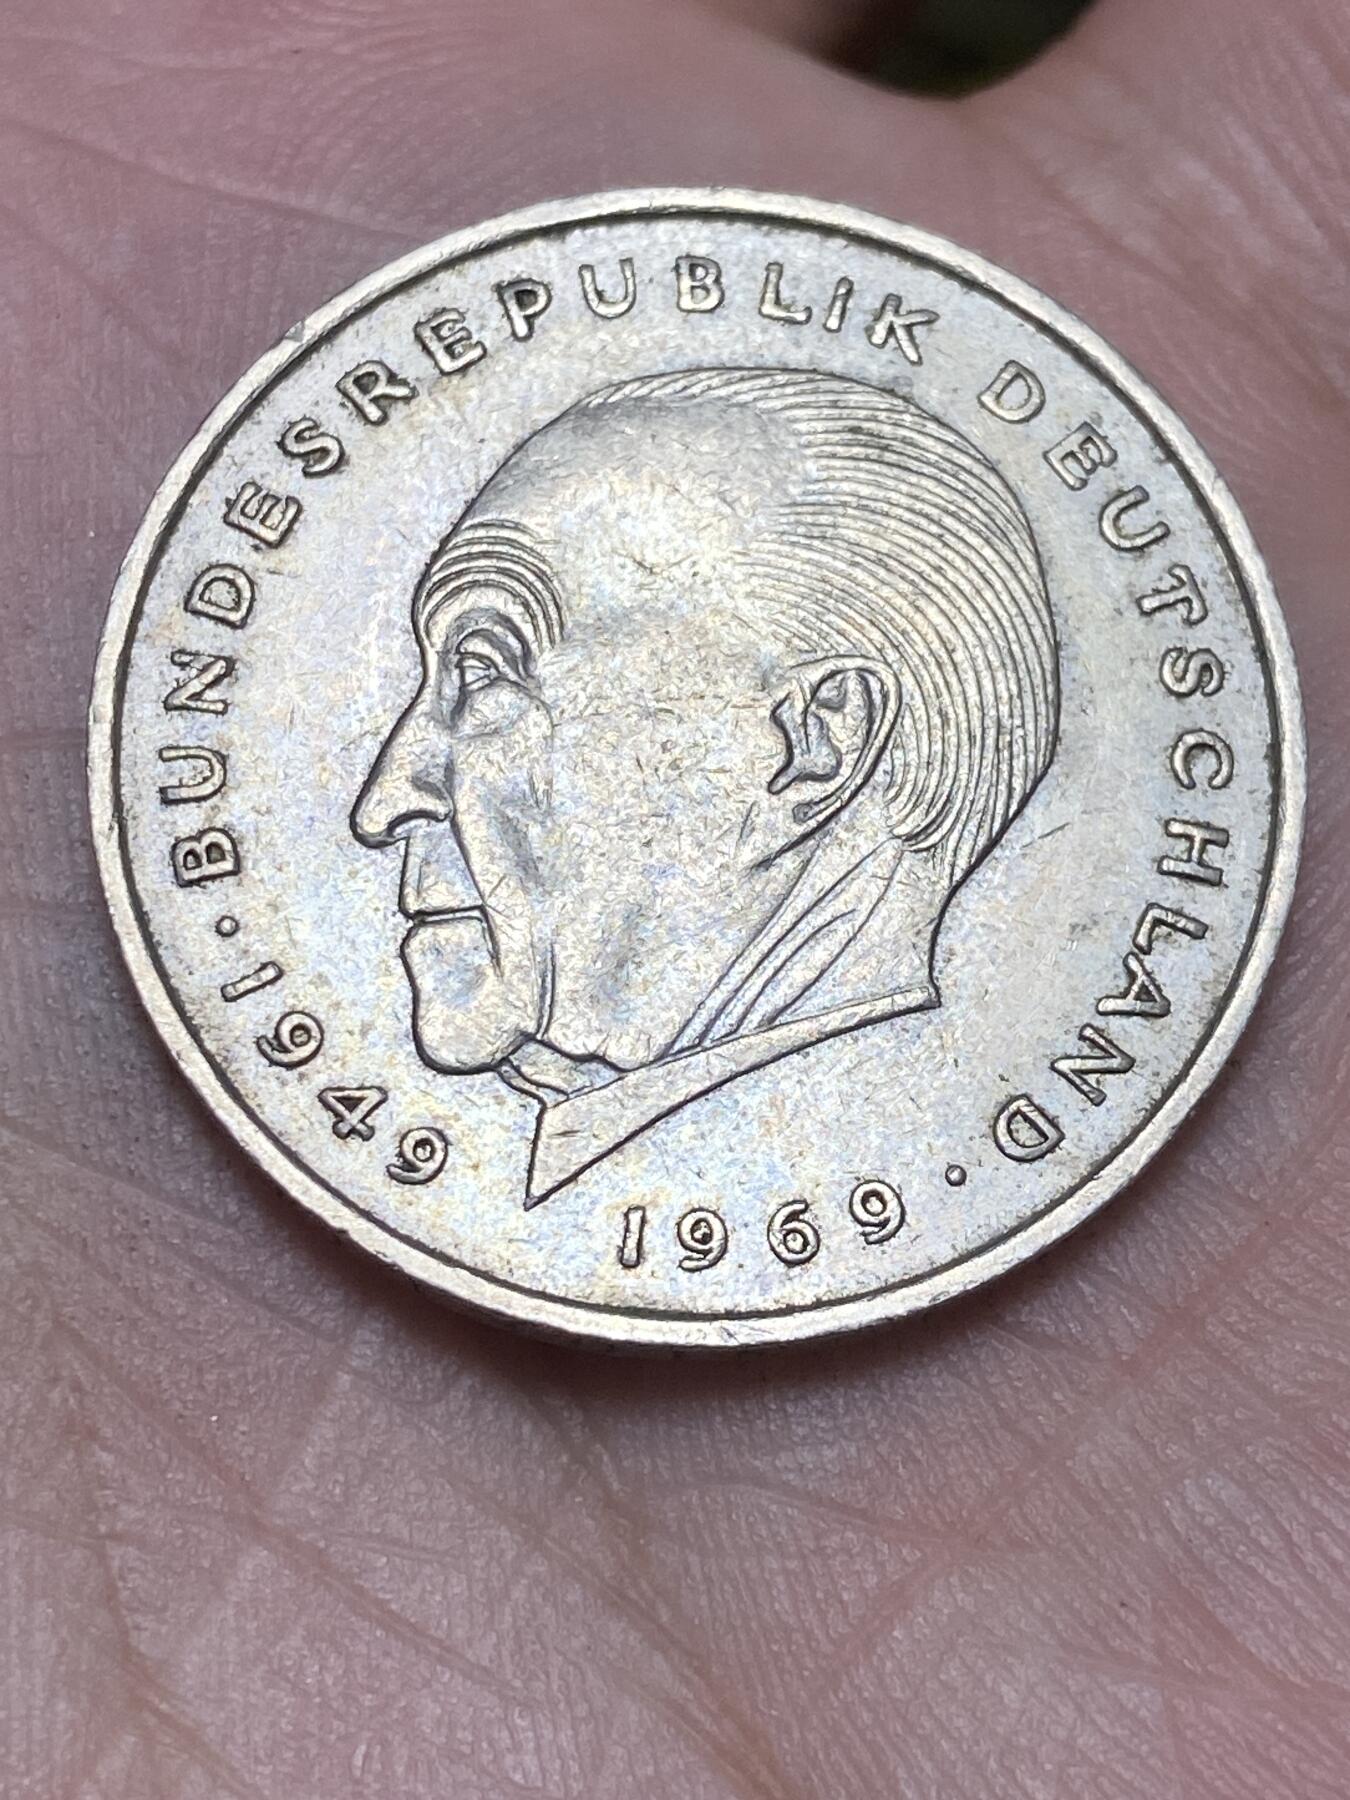 · BUNDESREPUBLIK DEUTSCHLAND ·
1949 1969